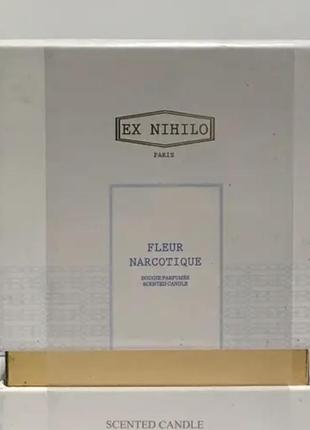 EX NIHILO
PARIS
FLEUR
NARCOTIQUE
BOUGIE PARFUMÉE
SCENTED CANDLE
SCENTED CANDLE